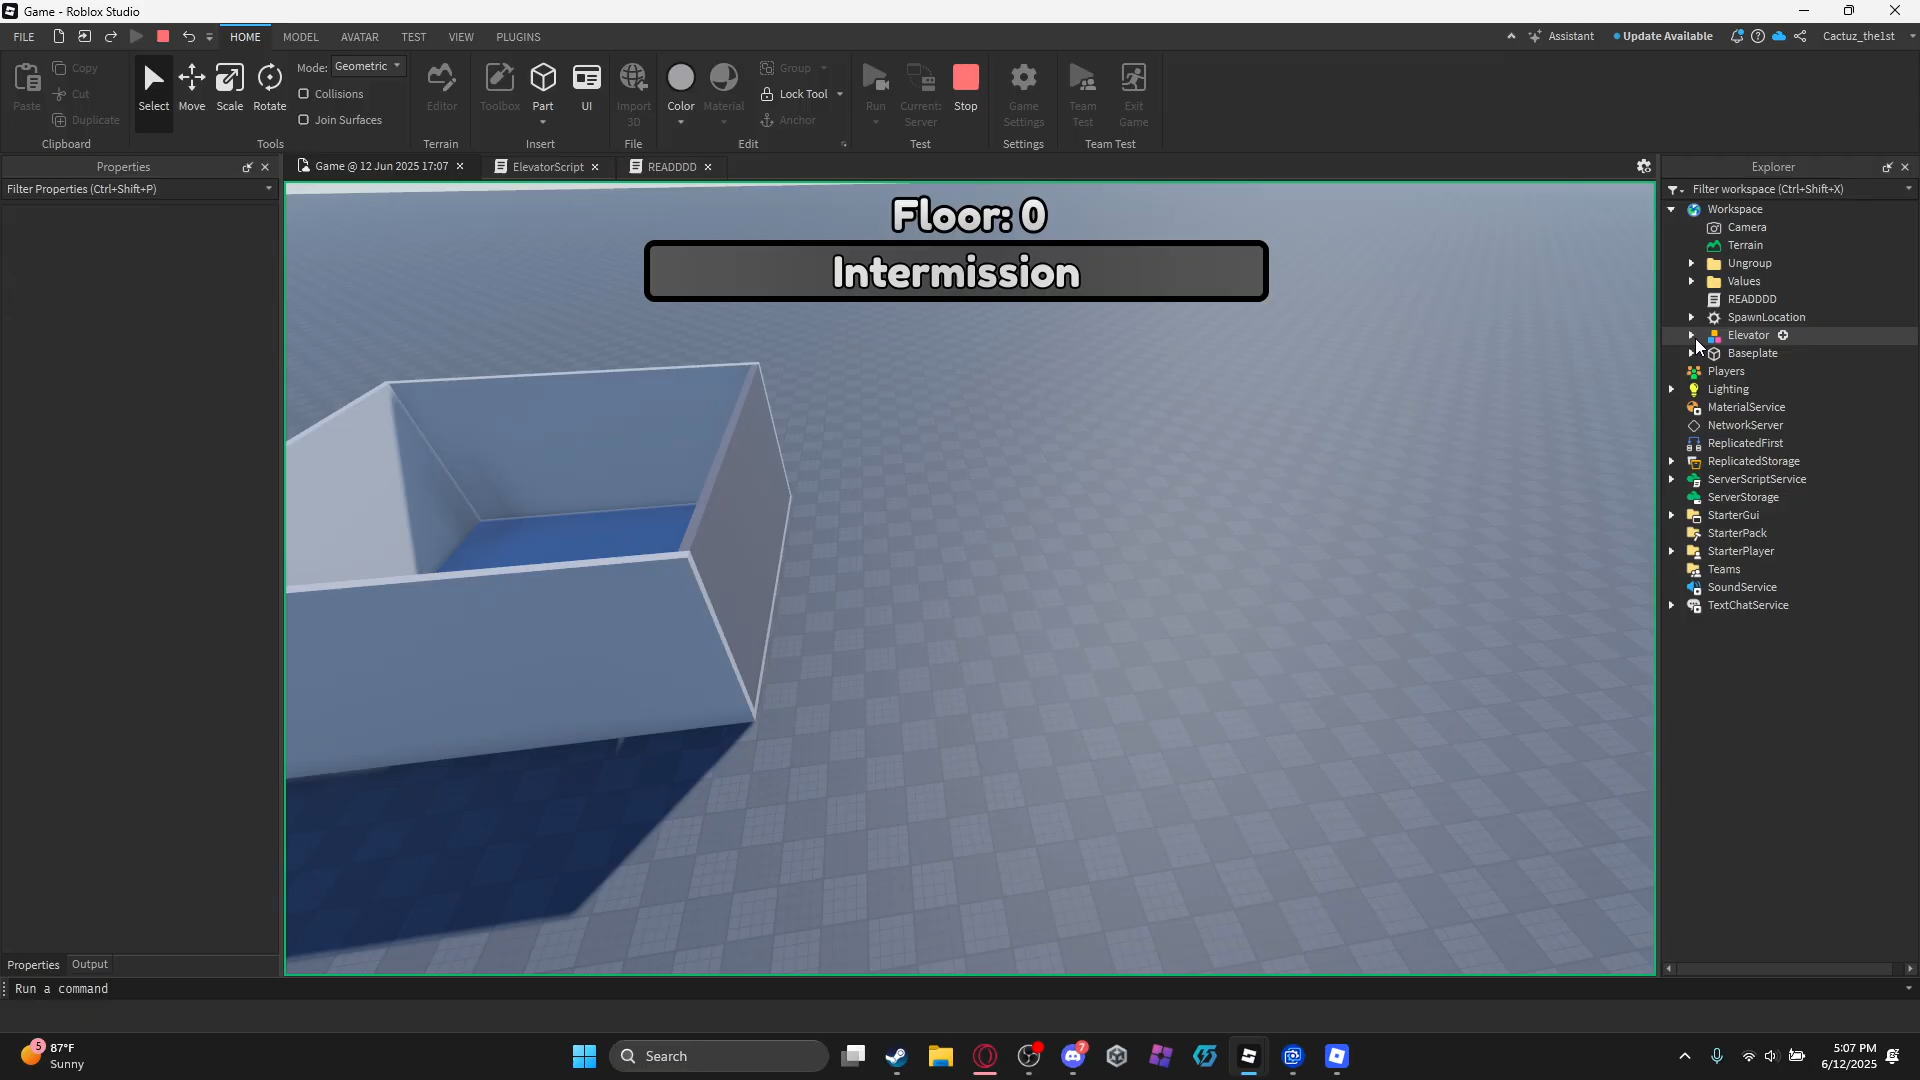 Game - Roblox Studio
FILE
HOME
MODEL
AVATAR
TEST
VIEW
PLUGINS
Assistant
Update Available
Cactuz_the1st
Paste
Copy
Cut
Duplicate
Select
Move
Scale
Rotate
Mode: Geometric
Collisions
Join Surfaces
Editor
Toolbox
Part
UI
Import
3D
Color
Material
Group
Lock Tool
Anchor
Run
Current:
Server
Stop
Game
Settings
Team
Test
Exit
Game
Clipboard
Tools
Terrain
Insert
File
Edit
Test
Settings
Team Test
Properties
Filter Properties (Ctrl+Shift+P)
Game @ 12 Jun 2025 17:07
ElevatorScript
READDDD
Floor: 0
Intermission
Explorer
Filter workspace (Ctrl+Shift+X)
Workspace
Camera
Terrain
Ungroup
Values
READDDD
SpawnLocation
Elevator
Baseplate
Players
Lighting
MaterialService
NetworkServer
ReplicatedFirst
ReplicatedStorage
ServerScriptService
ServerStorage
StarterGui
StarterPack
StarterPlayer
Teams
SoundService
TextChatService
Properties
Output
Run a command
5
87°F
Sunny
Search
7
5:07 PM
6/12/2025